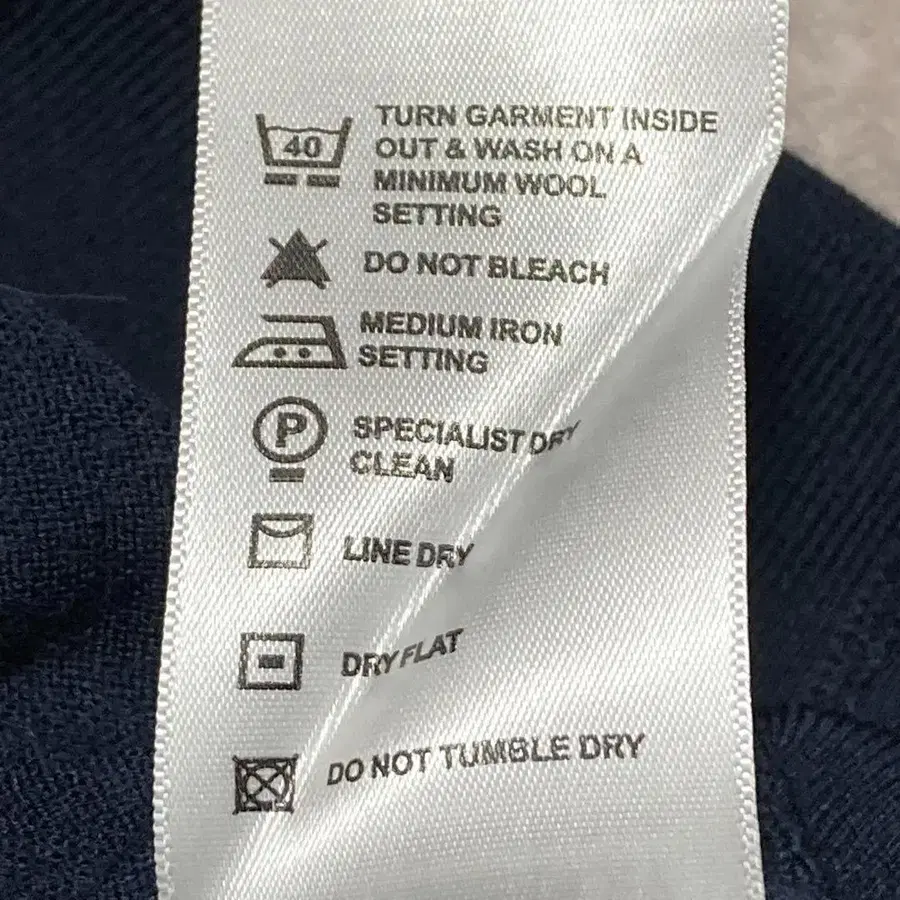 40
TURN GARMENT INSIDE
OUT & WASH ON A
MINIMUM WOOL
SETTING
DO NOT BLEACH
MEDIUM IRON
SETTING
P
SPECIALIST DRY
CLEAN
LINE DRY
DRY FLAT
DO NOT TUMBLE DRY